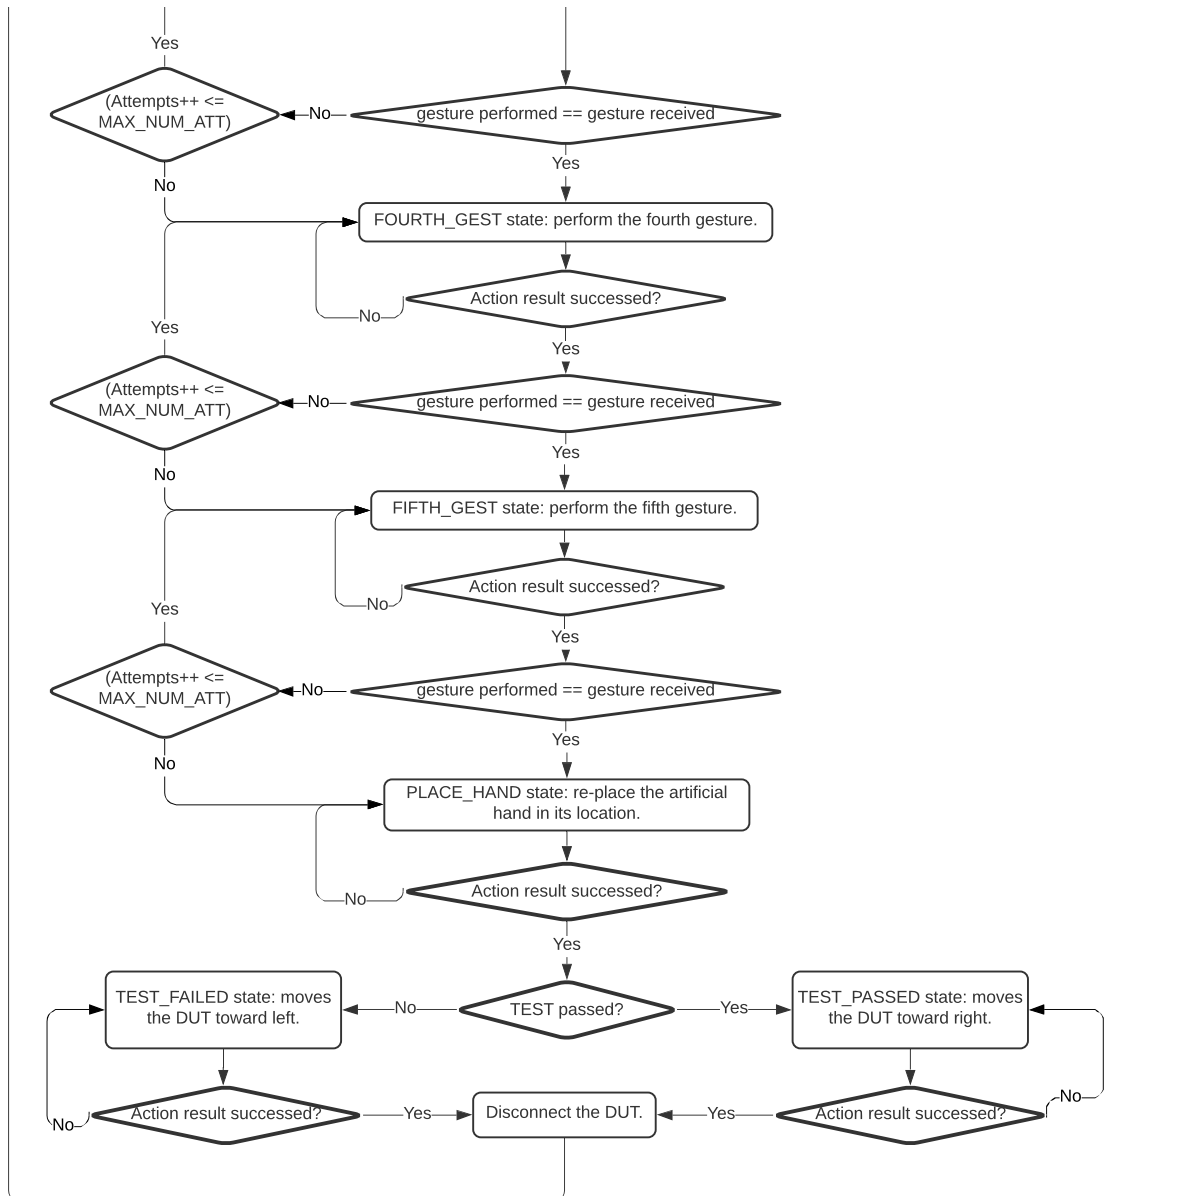 Yes
(Attempts++ <=
MAX_NUM_ATT)
No
gesture performed == gesture received
Yes
No
FOURTH_GEST state: perform the fourth gesture.
Action result successed?
No
Yes
Yes
(Attempts++ <=
MAX_NUM_ATT)
No
gesture performed == gesture received
Yes
No
FIFTH_GEST state: perform the fifth gesture.
Action result successed?
No
Yes
Yes
(Attempts++ <=
MAX_NUM_ATT)
No
gesture performed == gesture received
Yes
No
PLACE_HAND state: re-place the artificial
hand in its location.
Action result successed?
No
Yes
TEST_FAILED state: moves
the DUT toward left.
No
TEST passed?
Yes
TEST_PASSED state: moves
the DUT toward right.
No
Action result successed?
Yes
Disconnect the DUT.
Yes
Action result successed?
No